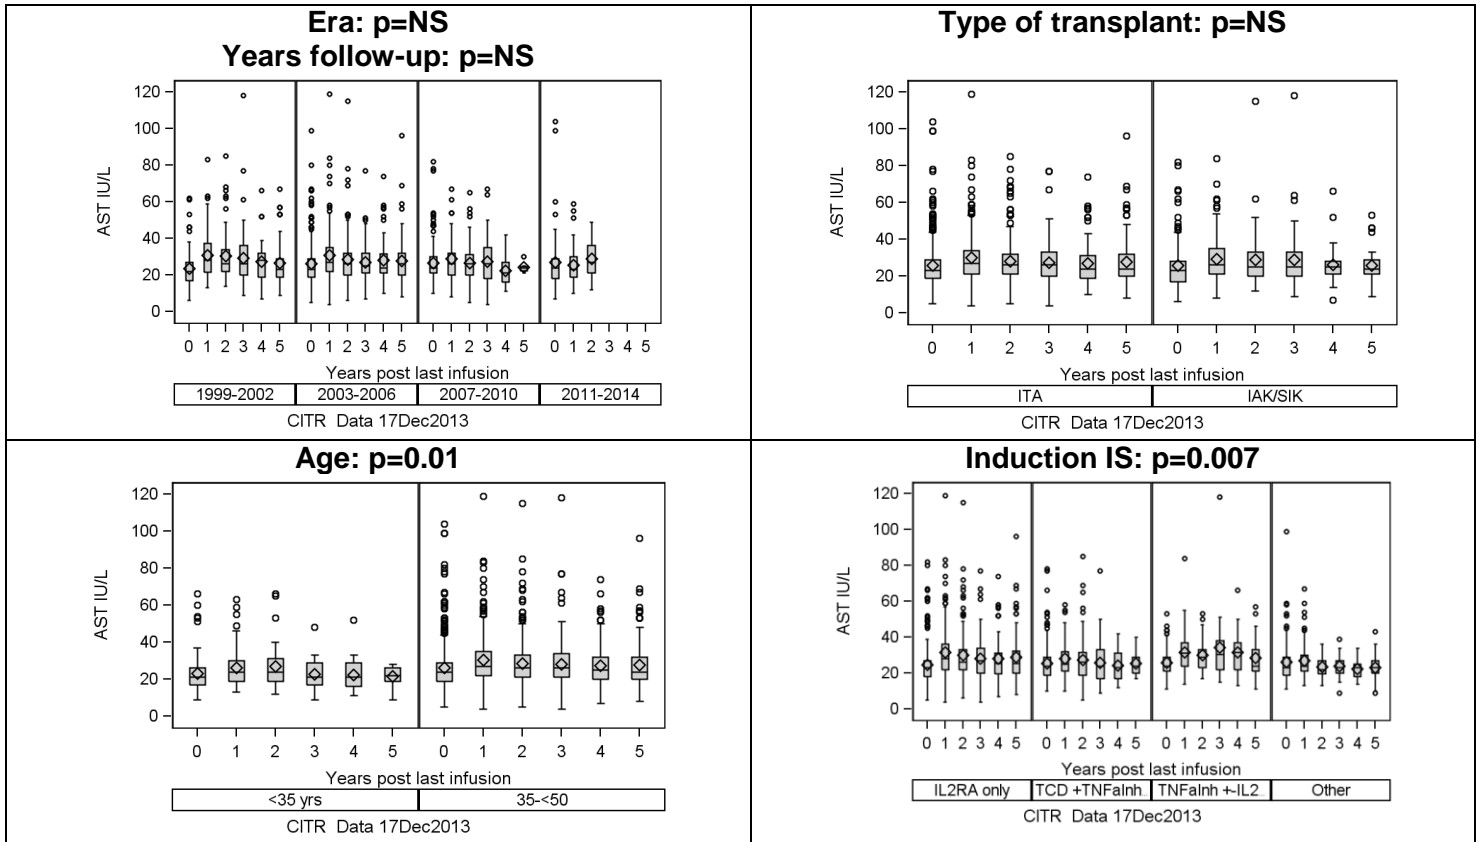 Era: p=NS
Years follow-up: p=NS
120
100
80
60
40
20
0
AST IU/L
0 1 2 3 4 5 0 1 2 3 4 5 0 1 2 3 4 5 0 1 2 3 4 5
Years post last infusion
1999-2002 2003-2006 2007-2010 2011-2014
CITR Data 17Dec2013
Type of transplant: p=NS
120
100
80
60
40
20
0
AST IU/L
0 1 2 3 4 5 0 1 2 3 4 5
Years post last infusion
ITA IAK/SIK
CITR Data 17Dec2013
Age: p=0.01
120
100
80
60
40
20
0
AST IU/L
0 1 2 3 4 5 0 1 2 3 4 5
Years post last infusion
<35 yrs 35-<50
CITR Data 17Dec2013
Induction IS: p=0.007
120
100
80
60
40
20
0
AST IU/L
0 1 2 3 4 5 0 1 2 3 4 5 0 1 2 3 4 5 0 1 2 3 4 5
Years post last infusion
IL2RA only TCD +TNFaInh... TNFaInh +-IL2... Other
CITR Data 17Dec2013